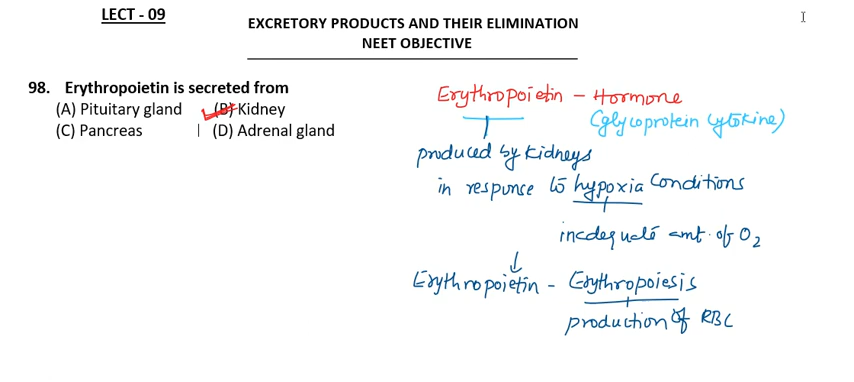 LECT - 09
EXCRETORY PRODUCTS AND THEIR ELIMINATION
NEET OBJECTIVE
98. Erythropoietin is secreted from
(A) Pituitary gland (B) Kidney
(C) Pancreas (D) Adrenal gland
Erythropoietin - Hormone
(glycoprotein cytokine)
produced by kidneys
in response to hypoxia conditions
inadequate amt. of O2
Erythropoietin - Erythropoiesis
production of RBC